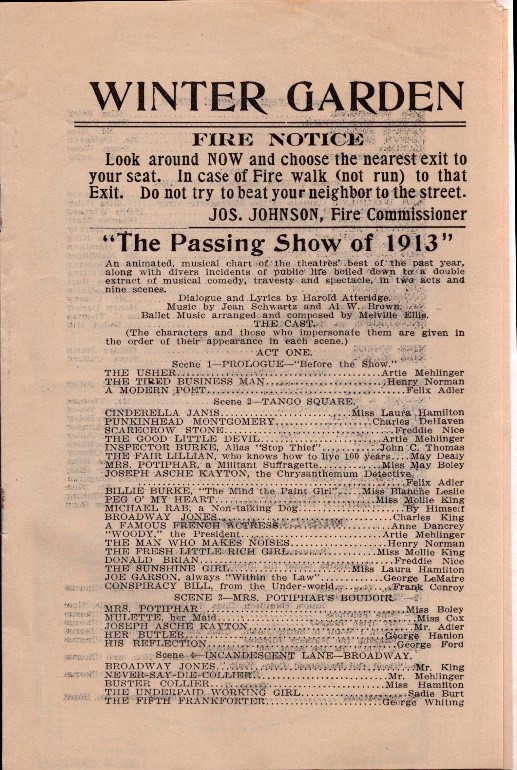 WINTER GARDEN
FIRE NOTICE
Look around NOW and choose the nearest exit to
your seat. In case of Fire walk (not run) to that
Exit. Do not try to beat your neighbor to the street.
JOS. JOHNSON, Fire Commissioner
"The Passing Show of 1913"
An animated, musical chart of the theatres' best of the past year,
along with divers incidents of public life boiled down to a double
extract of musical comedy, travesty and spectacle, in two acts and
nine scenes.
Dialogue and Lyrics by Harold Atteridge.
Music by Jean Schwartz and Al W. Brown.
Ballet Music arranged and composed by Melville Ellis.
THE CAST.
(The characters and those who impersonate them are given in
the order of their appearance in each scene.)
ACT ONE.
Scene 1—PROLOGUE—"Before the Show."
THE USHER....Artie Mehlinger
THE TIRED BUSINESS MAN....Henry Norman
A MODERN POET....Felix Adler
Scene 2—TANGO SQUARE.
CINDERELLA JANIS....Miss Laura Hamilton
PUNKINHEAD MONTGOMERY....Charles DeHaven
SCARECROW STONE....Freddie Nice
THE GOOD LITTLE DEVIL....Artie Mehlinger
INSPECTOR BURKE, Alias "Stop Thief"....John C. Thomas
THE FAIR LILLIAN, who knows how to live 100 years....May Dealy
MRS. POTIPHAR, a Militant Suffragette....Miss May Boley
JOSEPH ASCHE KAYTON, the Chrysanthemum Detective,
Felix Adler
BILLIE BURKE, "The Mind the Paint Girl"....Miss Blanche Leslie
PEG O' MY HEART....Miss Mollie King
MICHAEL RAB, a Non-talking Dog....By Himself
BROADWAY JONES....Charles King
A FAMOUS FRENCH ACTRESS....Anne Dancrey
"WOODY," the President....Artie Mehlinger
THE MAN WHO MAKES NOISES....Henry Norman
THE FRESH LITTLE RICH GIRL....Miss Mollie King
DONALD BRIAN....Freddie Nice
THE SUNSHINE GIRL....Miss Laura Hamilton
JOE GARSON, always "Within the Law"....George LeMaire
CONSPIRACY BILL, from the Under-world....Frank Conroy
SCENE 3—MRS. POTIPHAR'S BOUDOIR.
MRS. POTIPHAR....Miss Boley
MULETTE, her Maid....Miss Cox
JOSEPH ASCHE KAYTON....Mr. Adler
HER BUTLER....George Hanlon
HIS REFLECTION....George Ford
Scene 4—INCANDESCENT LANE—BROADWAY.
BROADWAY JONES....Mr. King
NEVER-SAY-DIE-COLLIER....Mr. Mehlinger
BUSTER COLLIER....Miss Hamilton
THE UNDERPAID WORKING GIRL....Sadie Burt
THE FIFTH FRANKFORTER....George Whiting